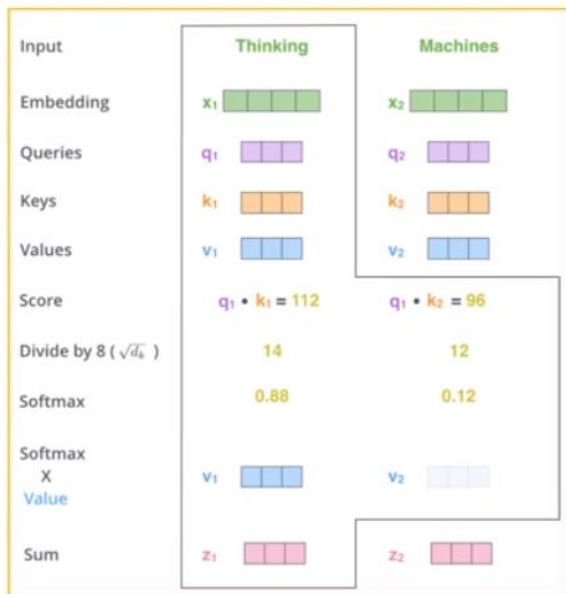 Input Thinking Machines
Embedding x₁ x₂
Queries q₁ q₂
Keys k₁ k₂
Values v₁ v₂
Score q₁ • k₁ = 112 q₁ • k₂ = 96
Divide by 8 ( √dₖ ) 14 12
Softmax 0.88 0.12
Softmax
X v₁ v₂
Value
Sum z₁ z₂